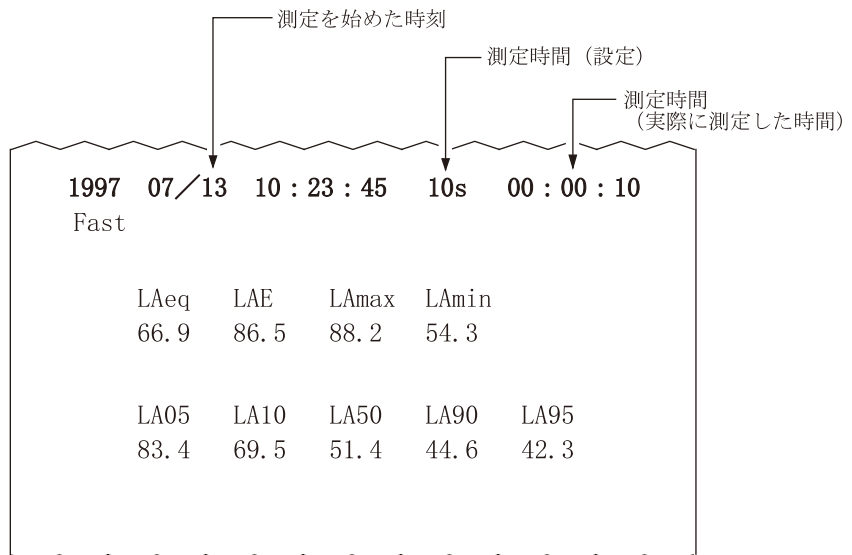 測定を始めた時刻
測定時間（設定）
測定時間
（実際に測定した時間）
1997 07／13 10：23：45 10s 00：00：10
Fast
LAeq LAE LAmax LAmin
66.9 86.5 88.2 54.3
LA05 LA10 LA50 LA90 LA95
83.4 69.5 51.4 44.6 42.3